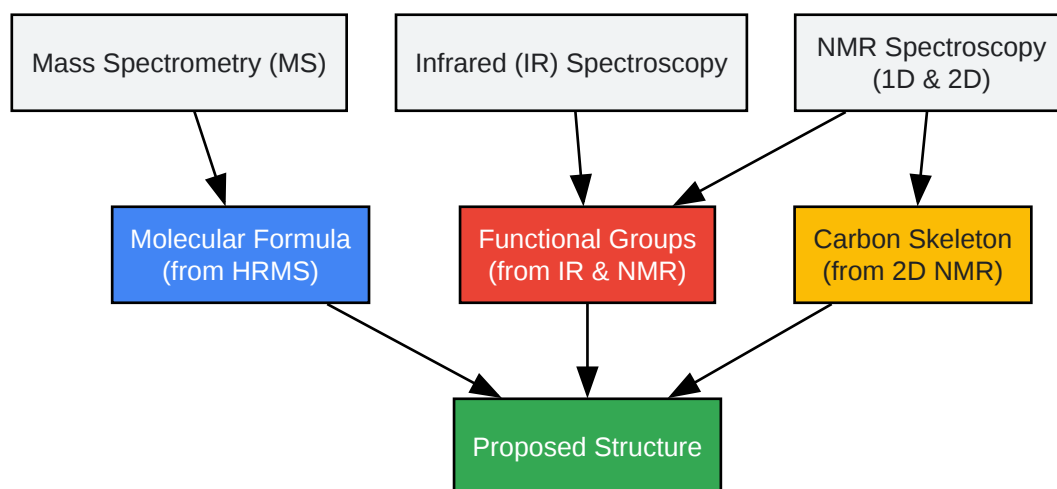 Mass Spectrometry (MS)
Infrared (IR) Spectroscopy
NMR Spectroscopy
(1D & 2D)
Molecular Formula
(from HRMS)
Functional Groups
(from IR & NMR)
Carbon Skeleton
(from 2D NMR)
Proposed Structure